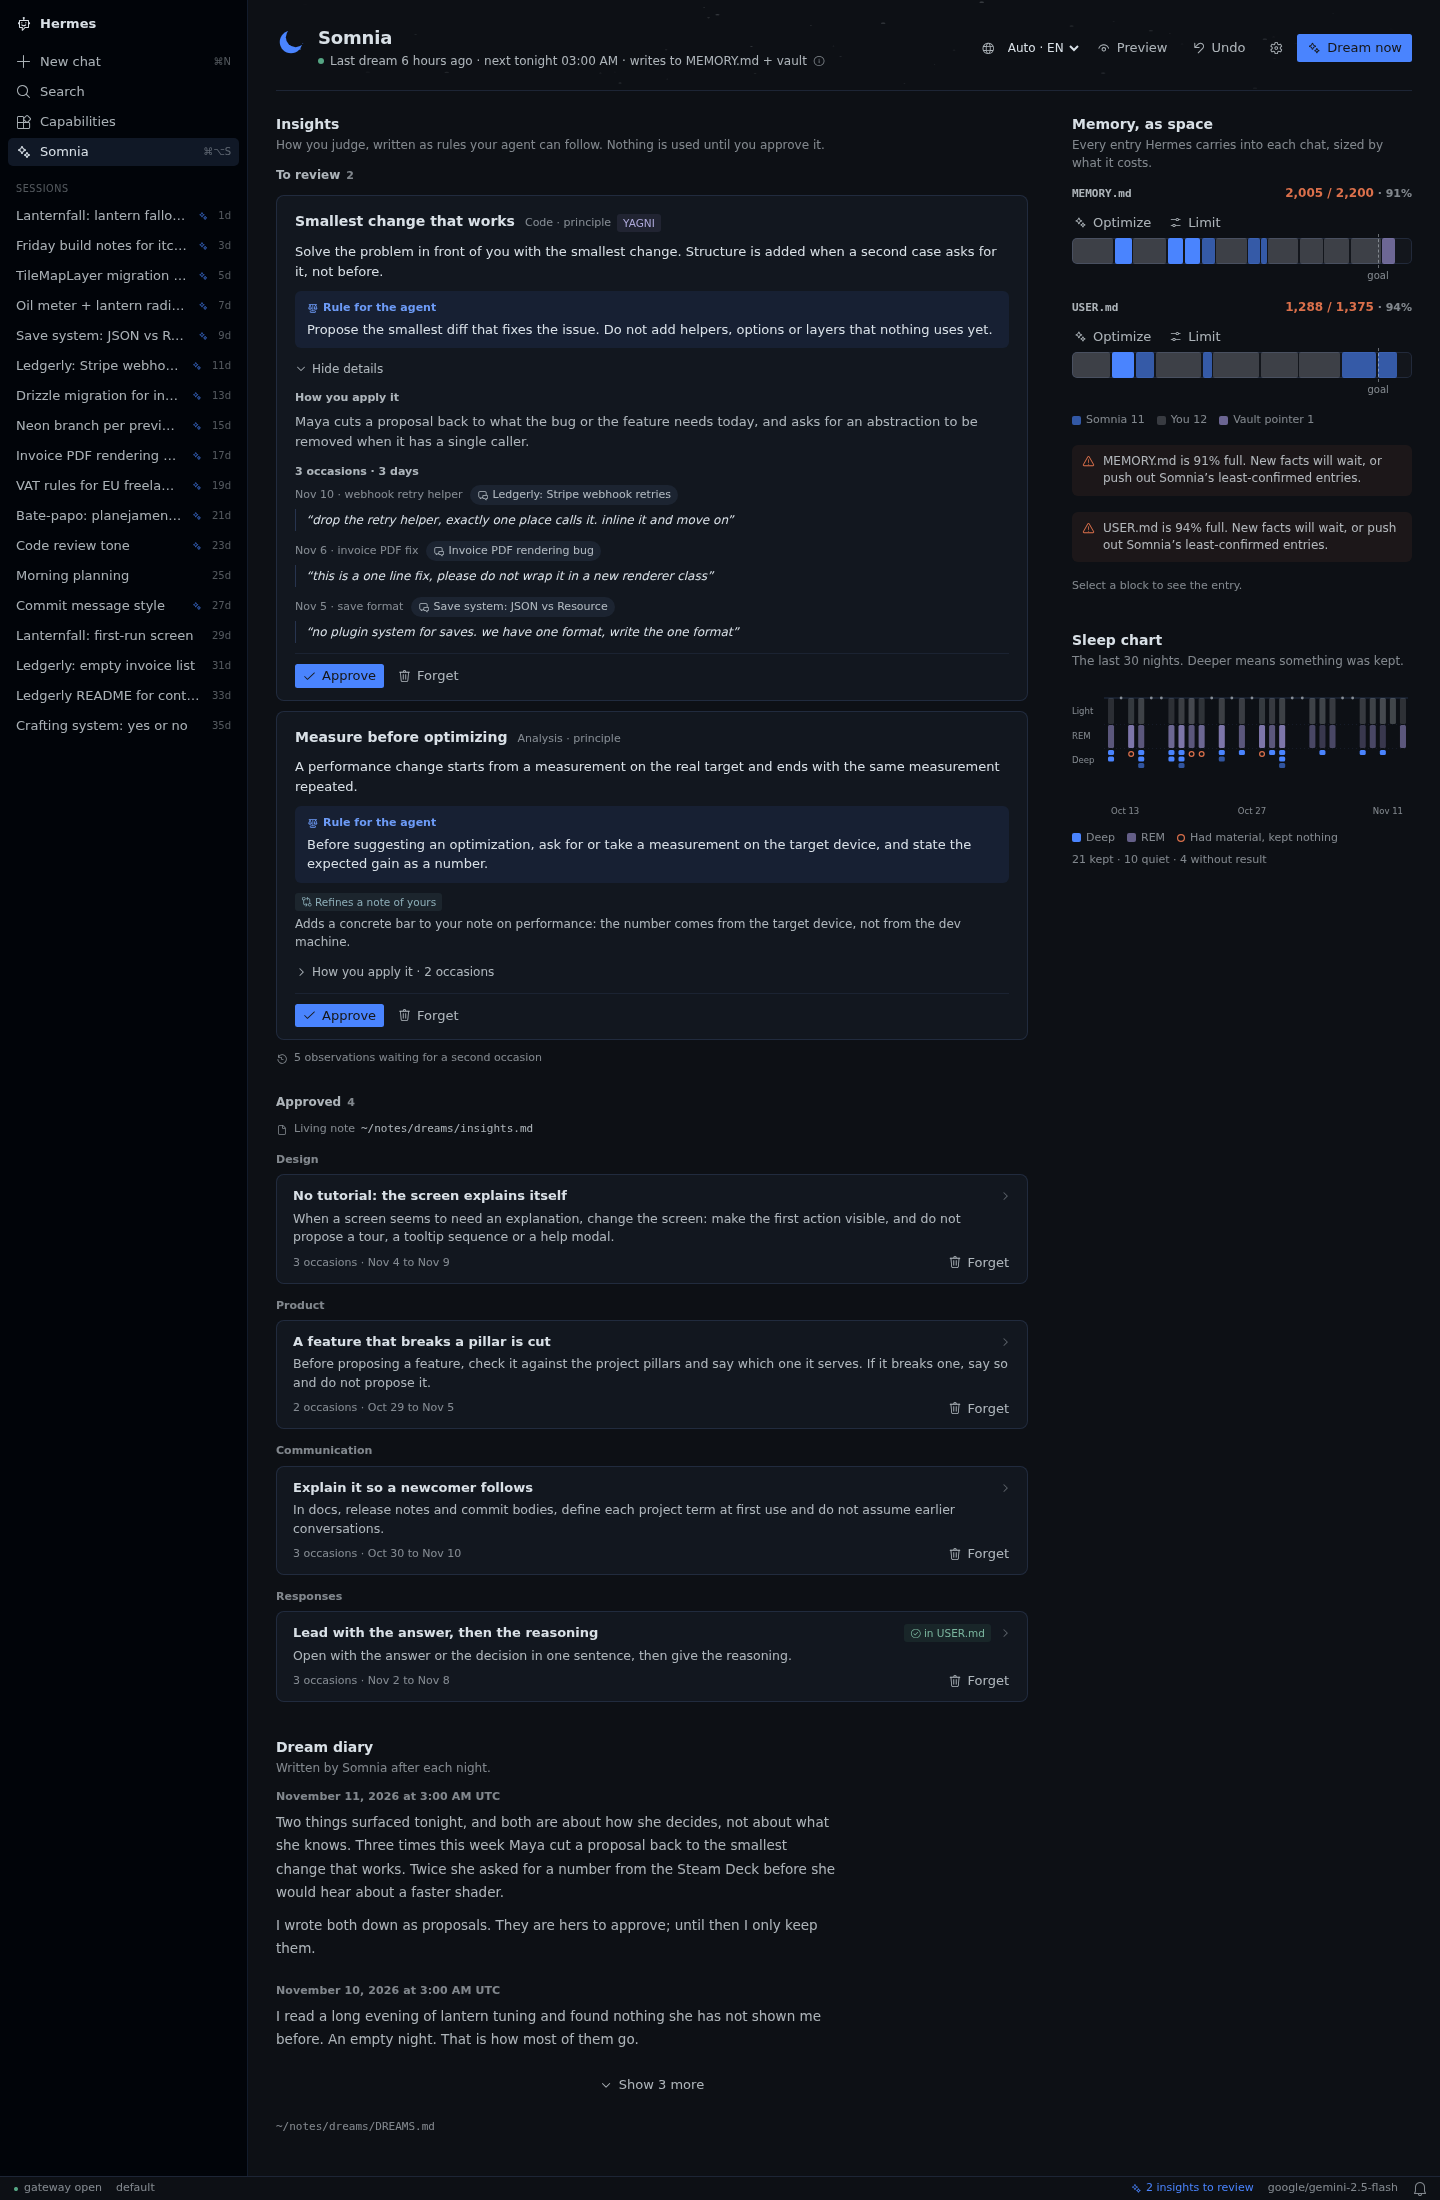 Hermes
New chat ⌘N
Search
Capabilities
Somnia ⌘⌥S
SESSIONS
Lanternfall: lantern fallo... 1d
Friday build notes for itc... 3d
TileMapLayer migration ... 5d
Oil meter + lantern radi... 7d
Save system: JSON vs R... 9d
Ledgerly: Stripe webho... 11d
Drizzle migration for in... 13d
Neon branch per previ... 15d
Invoice PDF rendering ... 17d
VAT rules for EU freela... 19d
Bate-papo: planejamen... 21d
Code review tone 23d
Morning planning 25d
Commit message style 27d
Lanternfall: first-run screen 29d
Ledgerly: empty invoice list 31d
Ledgerly README for cont... 33d
Crafting system: yes or no 35d
Somnia
Last dream 6 hours ago · next tonight 03:00 AM · writes to MEMORY.md + vault
Auto · EN
Preview
Undo
Dream now
Insights
How you judge, written as rules your agent can follow. Nothing is used until you approve it.
To review 2
Smallest change that works Code · principle YAGNI
Solve the problem in front of you with the smallest change. Structure is added when a second case asks for
it, not before.
Rule for the agent
Propose the smallest diff that fixes the issue. Do not add helpers, options or layers that nothing uses yet.
Hide details
How you apply it
Maya cuts a proposal back to what the bug or the feature needs today, and asks for an abstraction to be
removed when it has a single caller.
3 occasions · 3 days
Nov 10 · webhook retry helper Ledgerly: Stripe webhook retries
“drop the retry helper, exactly one place calls it. inline it and move on”
Nov 6 · invoice PDF fix Invoice PDF rendering bug
“this is a one line fix, please do not wrap it in a new renderer class”
Nov 5 · save format Save system: JSON vs Resource
“no plugin system for saves. we have one format, write the one format”
Approve Forget
Measure before optimizing Analysis · principle
A performance change starts from a measurement on the real target and ends with the same measurement
repeated.
Rule for the agent
Before suggesting an optimization, ask for or take a measurement on the target device, and state the
expected gain as a number.
Refines a note of yours
Adds a concrete bar to your note on performance: the number comes from the target device, not from the dev
machine.
How you apply it · 2 occasions
Approve Forget
5 observations waiting for a second occasion
Approved 4
Living note ~/notes/dreams/insights.md
Design
No tutorial: the screen explains itself
When a screen seems to need an explanation, change the screen: make the first action visible, and do not
propose a tour, a tooltip sequence or a help modal.
3 occasions · Nov 4 to Nov 9 Forget
Product
A feature that breaks a pillar is cut
Before proposing a feature, check it against the project pillars and say which one it serves. If it breaks one, say so
and do not propose it.
2 occasions · Oct 29 to Nov 5 Forget
Communication
Explain it so a newcomer follows
In docs, release notes and commit bodies, define each project term at first use and do not assume earlier
conversations.
3 occasions · Oct 30 to Nov 10 Forget
Responses
Lead with the answer, then the reasoning in USER.md
Open with the answer or the decision in one sentence, then give the reasoning.
3 occasions · Nov 2 to Nov 8 Forget
Dream diary
Written by Somnia after each night.
November 11, 2026 at 3:00 AM UTC
Two things surfaced tonight, and both are about how she decides, not about what
she knows. Three times this week Maya cut a proposal back to the smallest
change that works. Twice she asked for a number from the Steam Deck before she
would hear about a faster shader.
I wrote both down as proposals. They are hers to approve; until then I only keep
them.
November 10, 2026 at 3:00 AM UTC
I read a long evening of lantern tuning and found nothing she has not shown me
before. An empty night. That is how most of them go.
Show 3 more
~/notes/dreams/DREAMS.md
Memory, as space
Every entry Hermes carries into each chat, sized by
what it costs.
MEMORY.md 2,005 / 2,200 · 91%
Optimize Limit
goal
USER.md 1,288 / 1,375 · 94%
Optimize Limit
goal
Somnia 11 You 12 Vault pointer 1
MEMORY.md is 91% full. New facts will wait, or
push out Somnia’s least-confirmed entries.
USER.md is 94% full. New facts will wait, or push
out Somnia’s least-confirmed entries.
Select a block to see the entry.
Sleep chart
The last 30 nights. Deeper means something was kept.
Light
REM
Deep
Oct 13 Oct 27 Nov 11
Deep REM Had material, kept nothing
21 kept · 10 quiet · 4 without result
gateway open default
2 insights to review google/gemini-2.5-flash